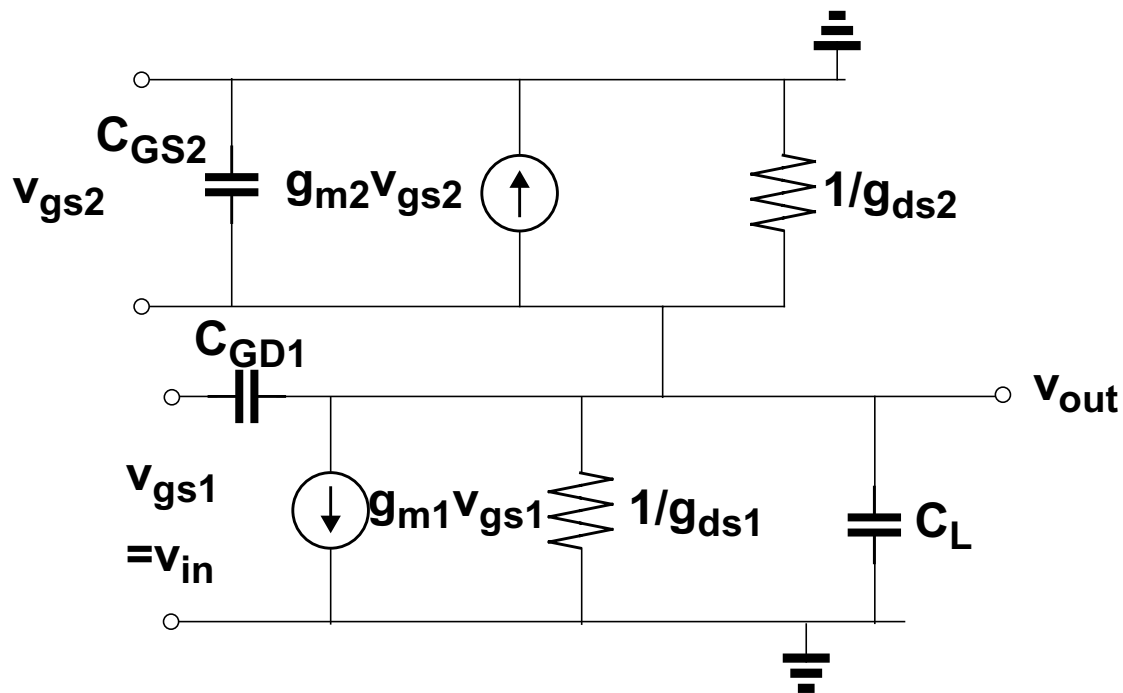 C_GS2
v_gs2
g_m2v_gs2
1/g_ds2
C_GD1
v_out
v_gs1
g_m1v_gs1
1/g_ds1
C_L
=v_in